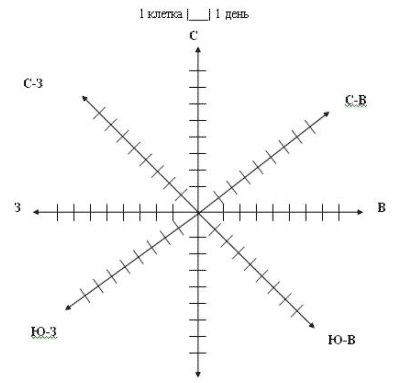 1 клетка |___| 1 день
С
С-З
С-В
З
В
Ю-З
Ю-В